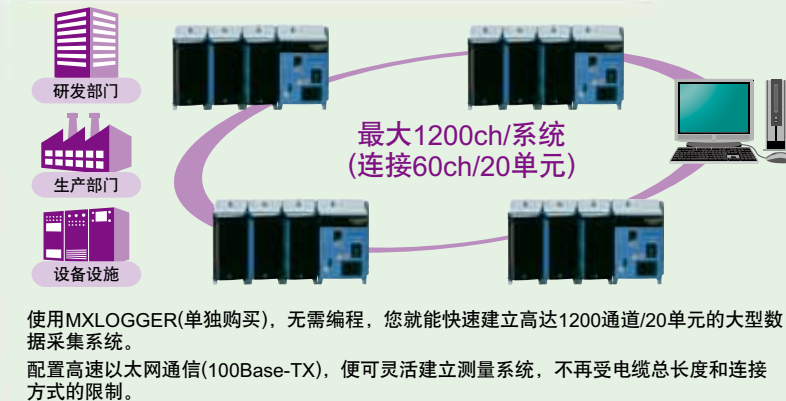 研发部门
生产部门
设备设施
最大1200ch/系统
(连接60ch/20单元)
使用MXLOGGER(单独购买)，无需编程，您就能快速建立高达1200通道/20单元的大型数
据采集系统。
配置高速以太网通信(100Base-TX)，便可灵活建立测量系统，不再受电缆总长度和连接
方式的限制。